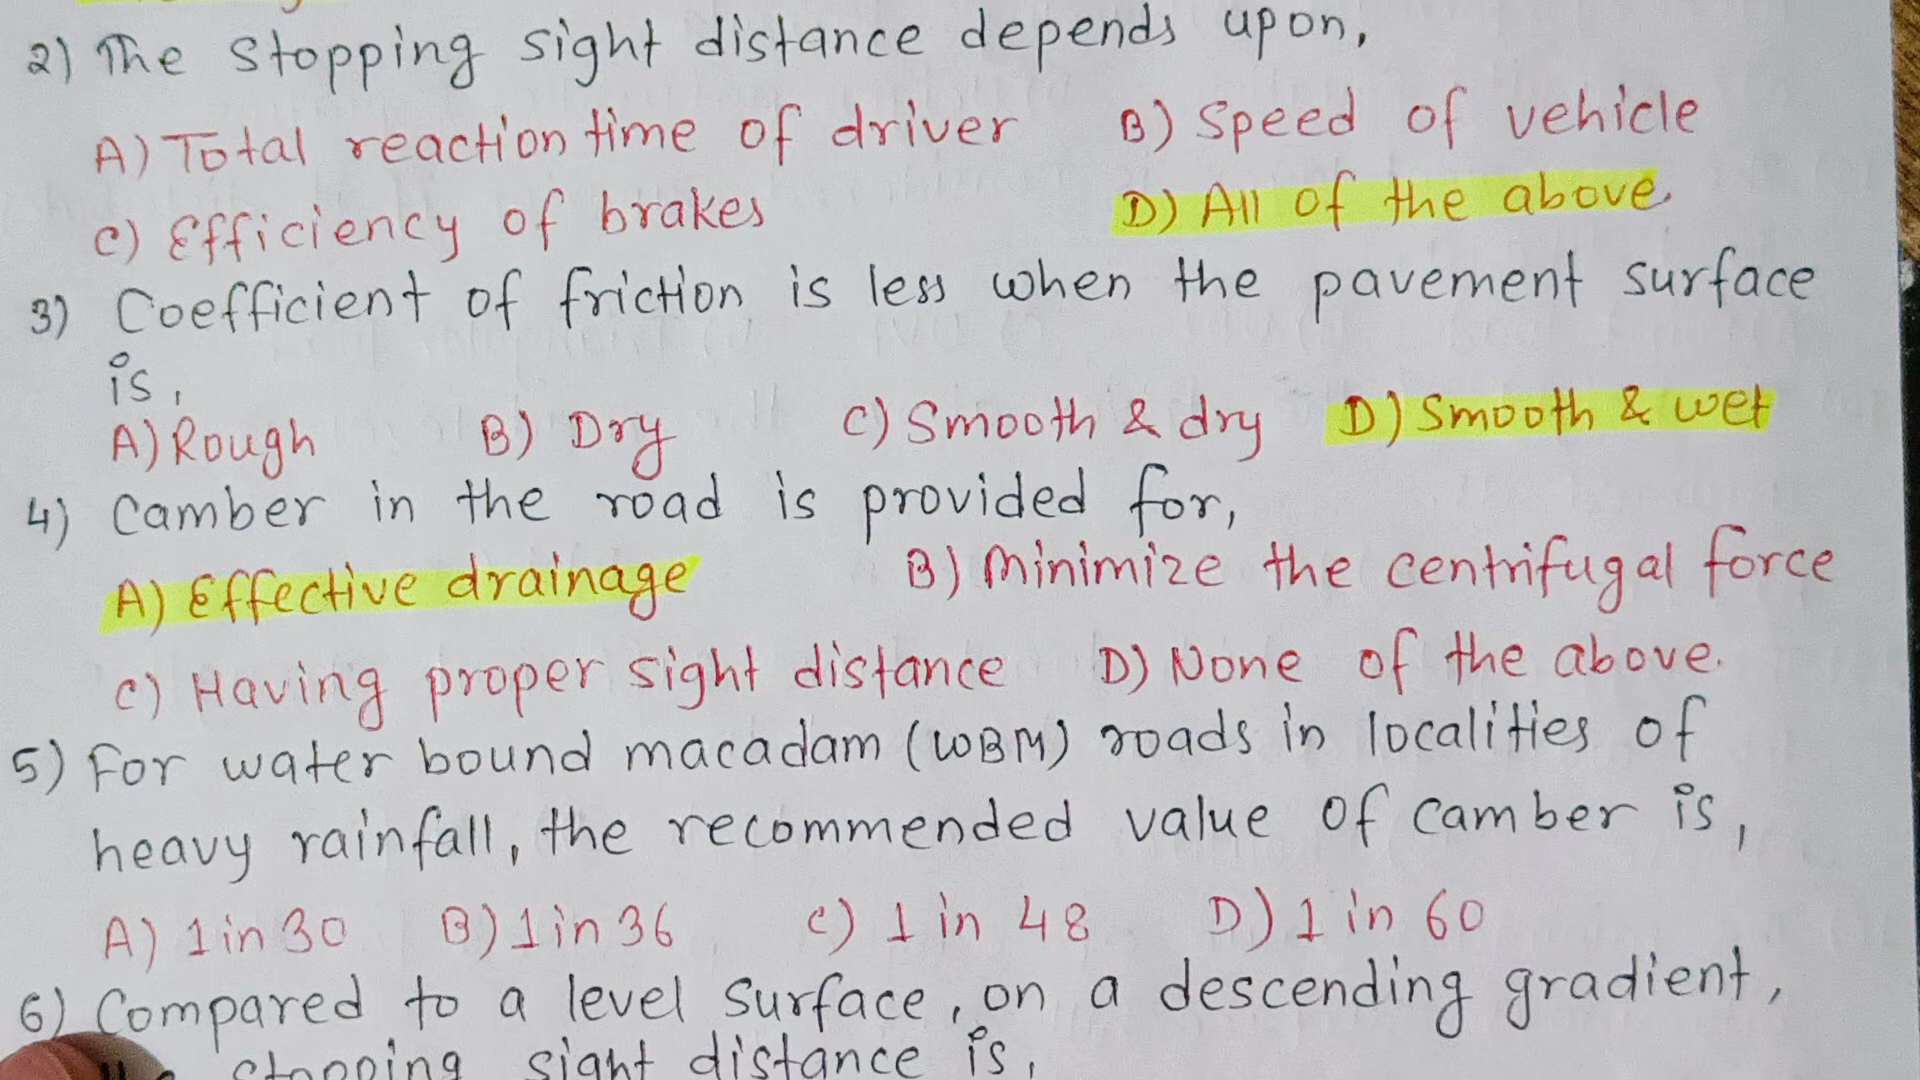 2) The stopping sight distance depends upon,
A) Total reaction time of driver B) Speed of vehicle
C) Efficiency of brakes D) All of the above.
3) Coefficient of friction is less when the pavement surface
is,
A) Rough B) Dry C) Smooth & dry D) Smooth & wet
4) Camber in the road is provided for,
A) Effective drainage B) Minimize the centrifugal force
C) Having proper sight distance D) None of the above.
5) For water bound macadam (WBM) roads in localities of
heavy rainfall, the recommended value of camber is,
A) 1 in 30 B) 1 in 36 C) 1 in 48 D) 1 in 60
6) Compared to a level surface, on a descending gradient,
stopping sight distance is,